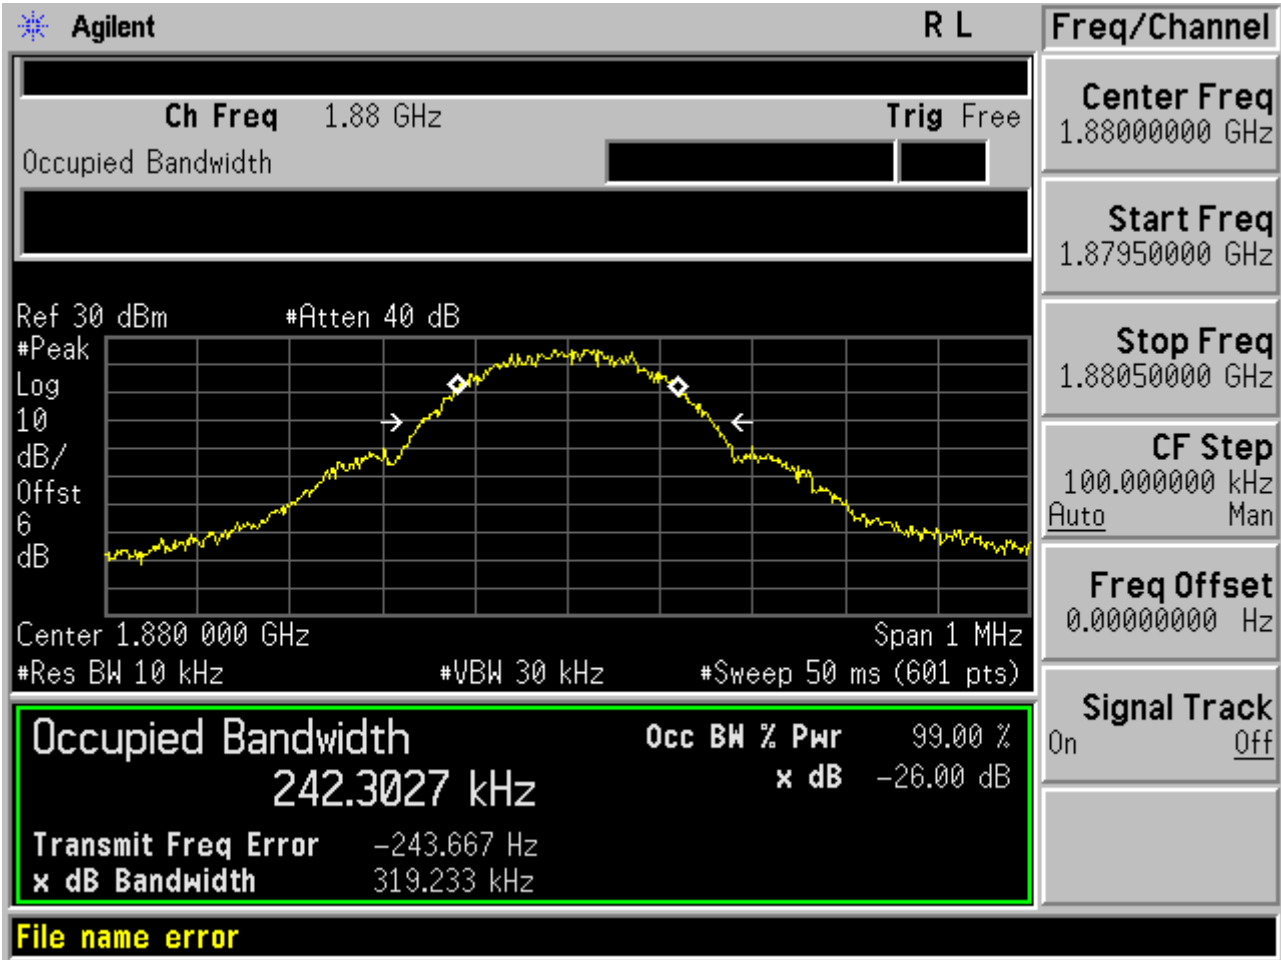 Agilent
R L
Freq/Channel
Ch Freq 1.88 GHz
Trig Free
Occupied Bandwidth
Center Freq
1.88000000 GHz
Start Freq
1.87950000 GHz
Stop Freq
1.88050000 GHz
CF Step
100.000000 kHz
Auto Man
Freq Offset
0.00000000 Hz
Signal Track
On Off
Ref 30 dBm #Atten 40 dB
#Peak
Log
10
dB/
Offst
6
dB
Center 1.880 000 GHz Span 1 MHz
#Res BW 10 kHz #VBW 30 kHz #Sweep 50 ms (601 pts)
Occupied Bandwidth
242.3027 kHz
Occ BW % Pwr 99.00 %
x dB -26.00 dB
Transmit Freq Error -243.667 Hz
x dB Bandwidth 319.233 kHz
File name error